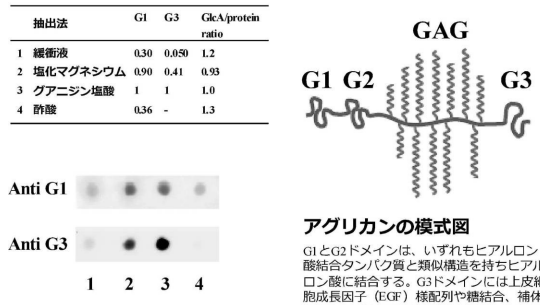 抽出法 G1 G3 GlcA/protein
ratio
1 緩衝液 0.30 0.050 1.2
2 塩化マグネシウム 0.90 0.41 0.93
3 グアニジン塩酸 1 1 1.0
4 酢酸 0.36 - 1.3
Anti G1
Anti G3
1 2 3 4
GAG
G1 G2 G3
アグリカンの模式図
G1とG2ドメインは、いずれもヒアルロン
酸結合タンパク質と類似構造を持ちヒアル
ロン酸に結合する。G3ドメインには上皮細
胞成長因子（EGF）様配列や糖結合、補体